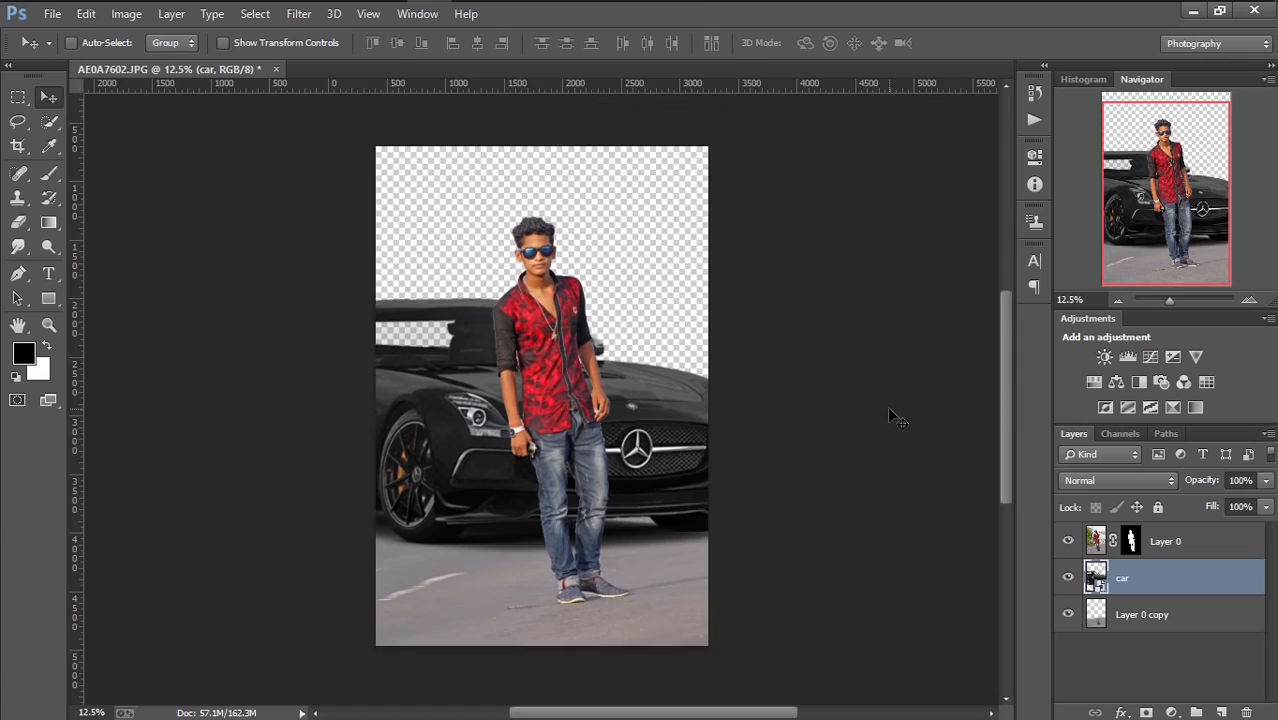 Ps File Edit Image Layer Type Select Filter 3D View Window Help
Auto-Select: Group Show Transform Controls 3D Mode: Photography
AE0A7602.JPG @ 12.5% (car, RGB/8) * ×
2000 1500 1000 500 0 500 1000 1500 2000 2500 3000 3500 4000 4500 5000 5500
Histogram Navigator
12.5%
Adjustments
Add an adjustment
Layers Channels Paths
Kind
Normal Opacity: 100%
Lock: Fill: 100%
Layer 0
car
Layer 0 copy
12.5% Doc: 57.1M/162.3M